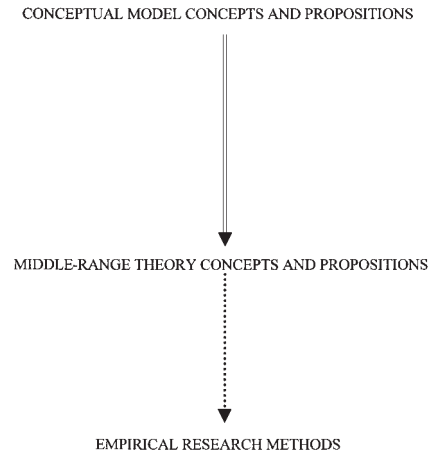 CONCEPTUAL MODEL CONCEPTS AND PROPOSITIONS
MIDDLE-RANGE THEORY CONCEPTS AND PROPOSITIONS
EMPIRICAL RESEARCH METHODS